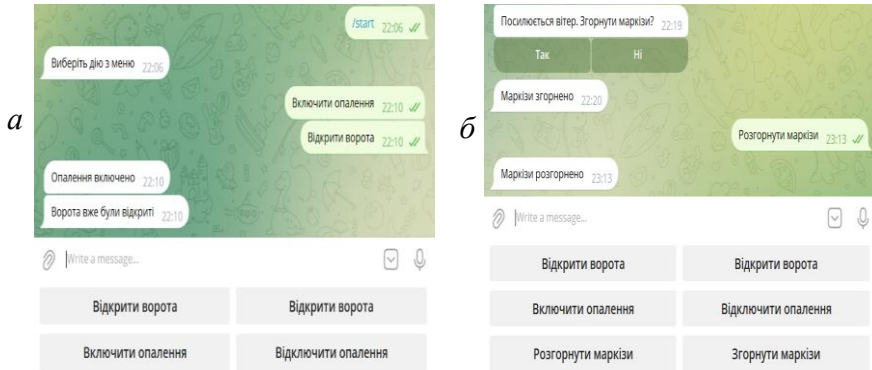 /start 22:06
Виберіть дію з меню 22:06
Включити опалення 22:10
Відкрити ворота 22:10
а
Опалення включено 22:10
Ворота вже були відкриті 22:10
Write a message...
Відкрити ворота Відкрити ворота
Включити опалення Відключити опалення
Посилюється вітер. Згорнути маркізи? 22:19
Так Ні
Маркізи згорнено 22:20
б
Розгорнути маркізи 23:13
Маркізи розгорнено 23:13
Write a message...
Відкрити ворота Відкрити ворота
Включити опалення Відключити опалення
Розгорнути маркізи Згорнути маркізи